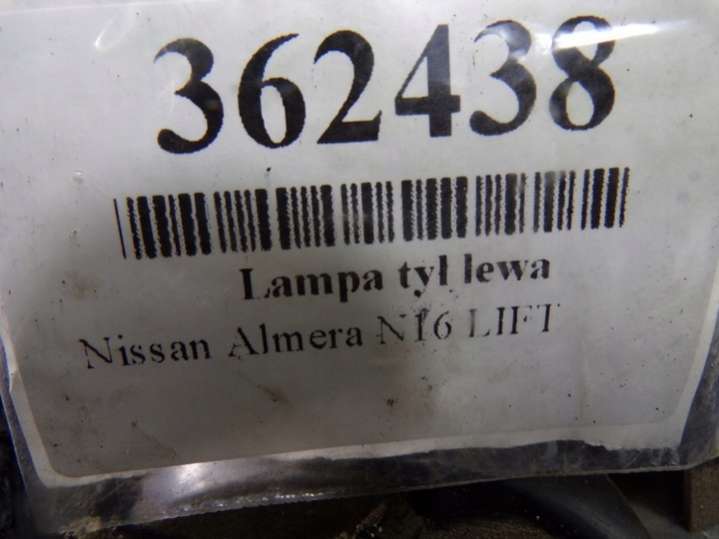 362438
Lampa tył lewa
Nissan Almera N16 LIFT